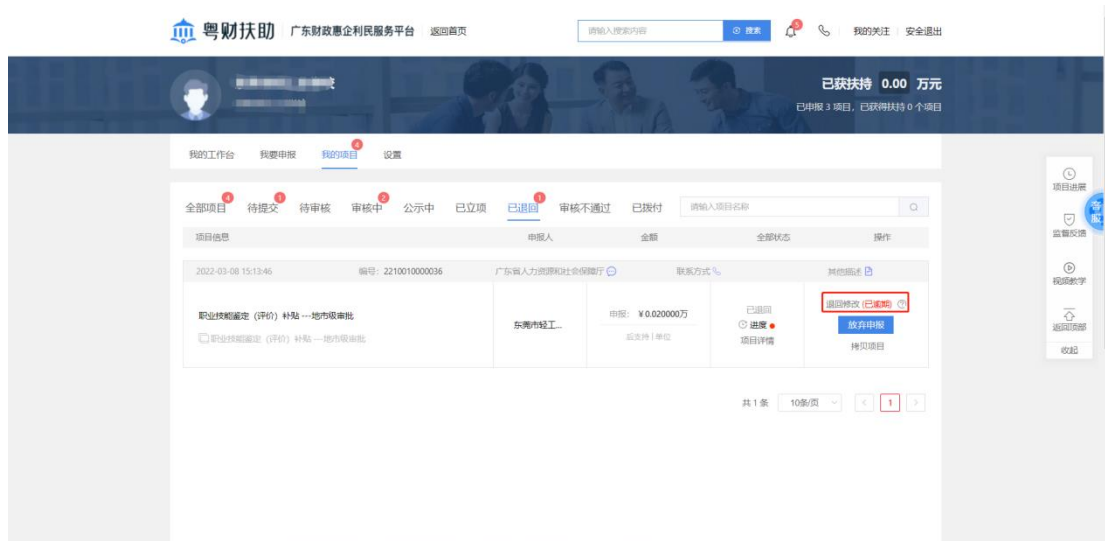 粤财扶助 广东财政惠企利民服务平台 返回首页 请输入搜索内容 搜索 5 我的关注 安全退出
已获扶持 0.00 万元
已申报 3 项目，已获得扶持 0 个项目
我的工作台 我要申报 我的项目 4 设置
全部项目 4 待提交 1 待审核 审核中 2 公示中 已立项 已退回 1 审核不通过 已拨付 请输入项目名称
项目信息 申报人 金额 全部状态 操作
2022-03-08 15:13:46 编号: 2210010000036 广东省人力资源和社会保障厅 联系方式 其他描述
职业技能鉴定（评价）补贴 ---地市级审批
职业技能鉴定（评价）补贴 ---地市级审批
东莞市轻工...
申报: ￥0.020000万
后支持 | 单位
已退回
进度
项目详情
退回修改 (已逾期)
放弃申报
拷贝项目
共 1 条 10条/页 < 1 >
项目进展
客服
监督反馈
视频教学
返回顶部
收起